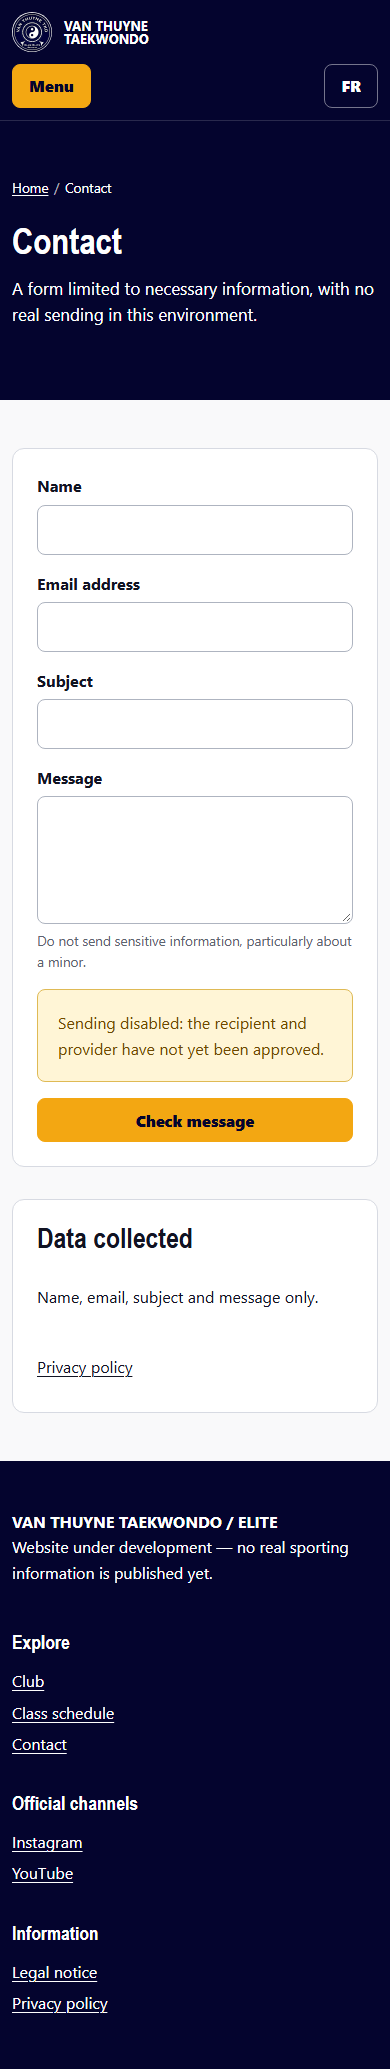 VAN THUYNE
TAEKWONDO
Menu
FR
Home / Contact
Contact
A form limited to necessary information, with no
real sending in this environment.
Name
Email address
Subject
Message
Do not send sensitive information, particularly about
a minor.
Sending disabled: the recipient and
provider have not yet been approved.
Check message
Data collected
Name, email, subject and message only.
Privacy policy
VAN THUYNE TAEKWONDO / ELITE
Website under development — no real sporting
information is published yet.
Explore
Club
Class schedule
Contact
Official channels
Instagram
YouTube
Information
Legal notice
Privacy policy